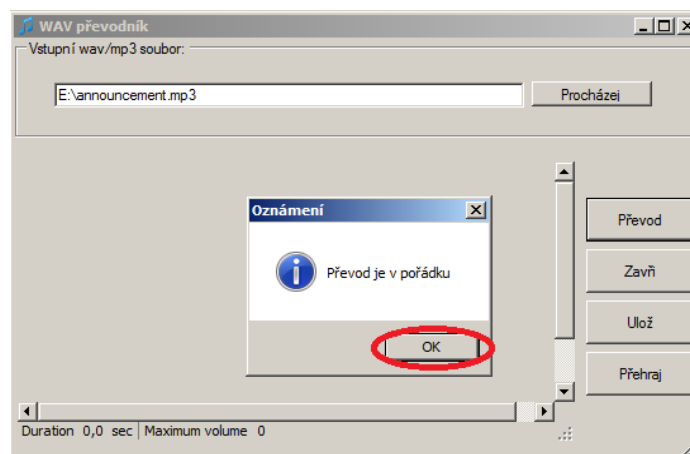 WAV převodník
Vstupní wav/mp3 soubor:
E:\announcement.mp3
Procházej
Oznámení
Převod je v pořádku
OK
Převod
Zavři
Ulož
Přehraj
Duration 0,0 sec Maximum volume 0